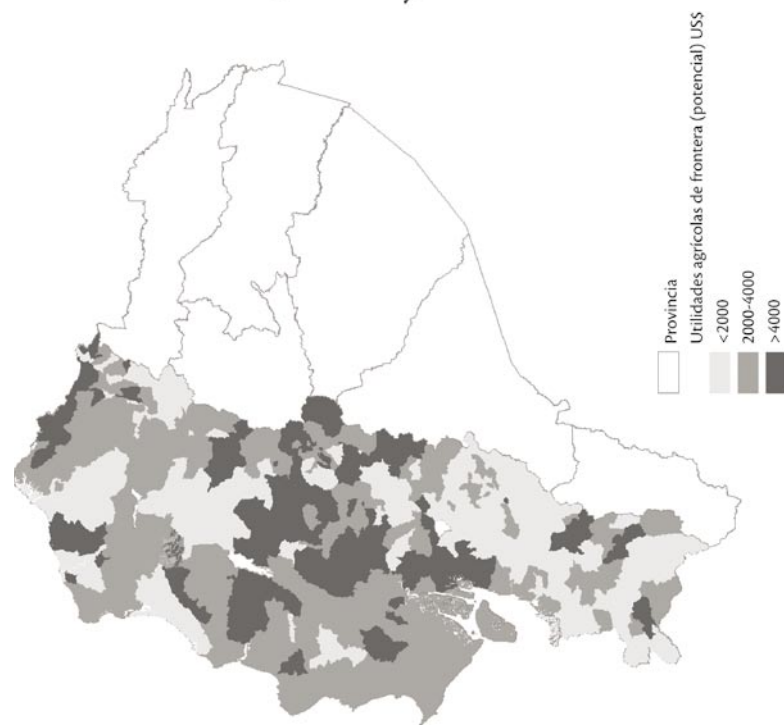 Provincia
Utilidades agrícolas de frontera (potencial) US$
<2000
2000-4000
>4000